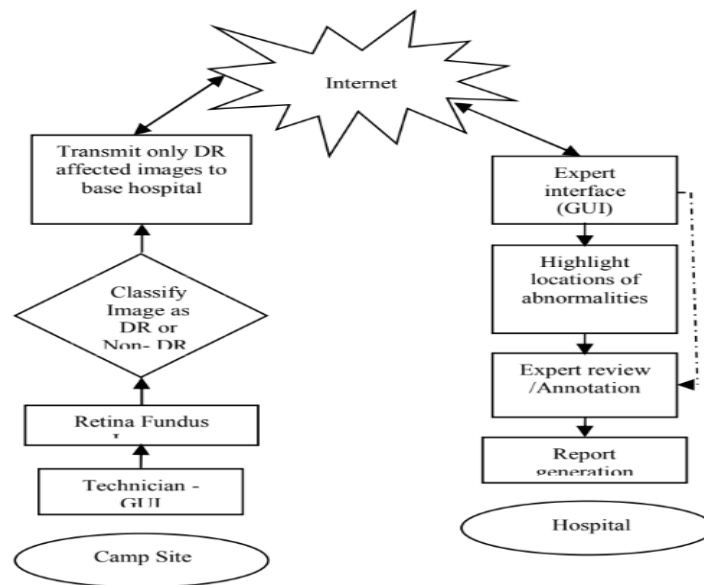 Internet
Transmit only DR
affected images to
base hospital
Classify
Image as
DR or
Non- DR
Retina Fundus
Technician -
GUI
Camp Site
Expert
interface
(GUI)
Highlight
locations of
abnormalities
Expert review
/Annotation
Report
generation
Hospital